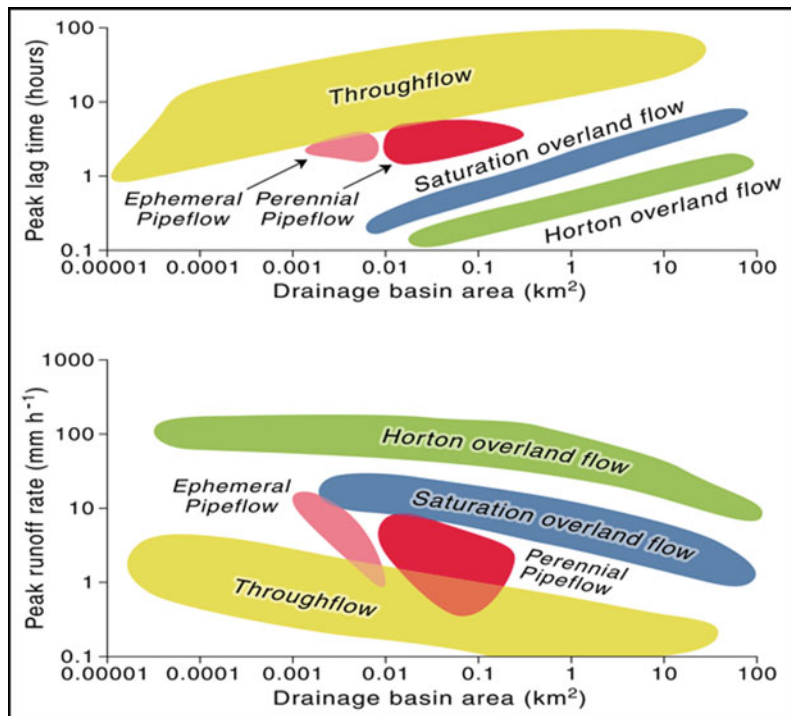 100
10
1
0.1
Peak lag time (hours)
Throughflow
Ephemeral
Pipeflow
Perennial
Pipeflow
Saturation overland flow
Horton overland flow
0.00001 0.0001 0.001 0.01 0.1 1 10 100
Drainage basin area (km²)
1000
100
10
1
0.1
Peak runoff rate (mm h⁻¹)
Horton overland flow
Ephemeral
Pipeflow
Saturation overland flow
Perennial
Pipeflow
Throughflow
0.00001 0.0001 0.001 0.01 0.1 1 10 100
Drainage basin area (km²)